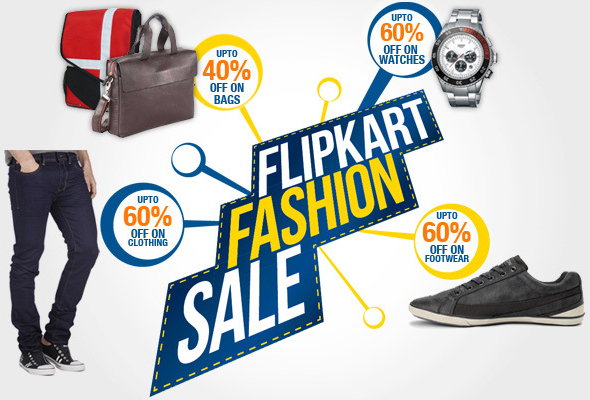 UPTO
40%
OFF ON
BAGS
UPTO
60%
OFF ON
WATCHES
FLIPKART
FASHION
SALE
UPTO
60%
OFF ON
CLOTHING
UPTO
60%
OFF ON
FOOTWEAR